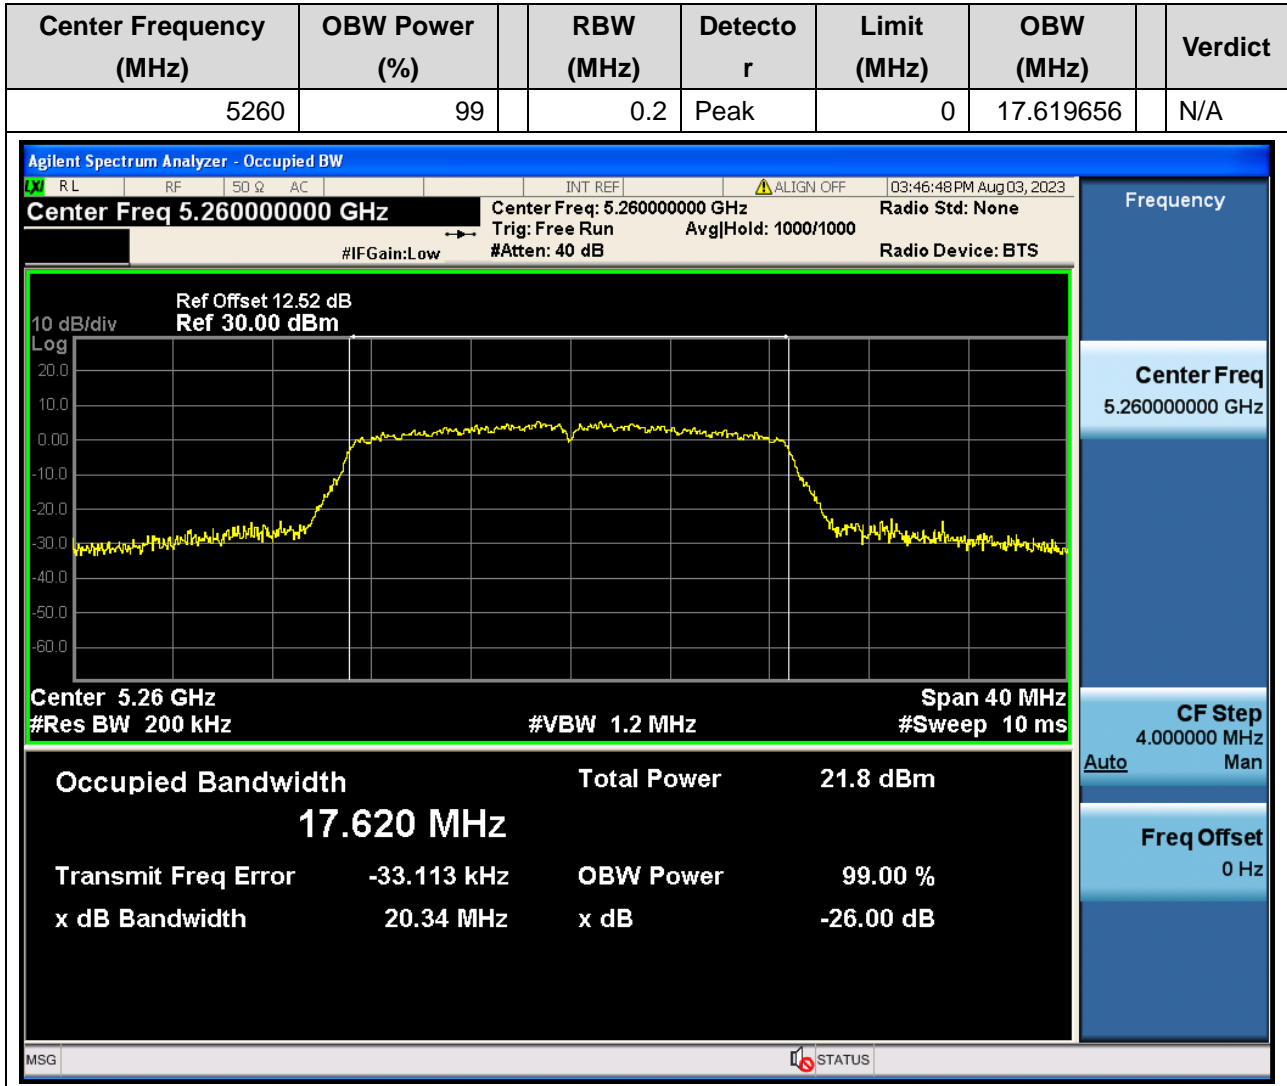 Center Frequency (MHz) OBW Power (%) RBW (MHz) Detector Limit (MHz) OBW (MHz) Verdict
5260 99 0.2 Peak 0 17.619656 N/A
Agilent Spectrum Analyzer - Occupied BW
LXI RL RF 50 Ω AC INT REF ALIGN OFF 03:46:48 PM Aug 03, 2023
Center Freq 5.260000000 GHz
Center Freq: 5.260000000 GHz
Radio Std: None
Trig: Free Run Avg|Hold: 1000/1000
#IFGain:Low #Atten: 40 dB
Radio Device: BTS
Ref Offset 12.52 dB
10 dB/div Ref 30.00 dBm
Log
20.0
10.0
0.00
-10.0
-20.0
-30.0
-40.0
-50.0
-60.0
Center 5.26 GHz Span 40 MHz
#Res BW 200 kHz #VBW 1.2 MHz #Sweep 10 ms
Occupied Bandwidth Total Power 21.8 dBm
17.620 MHz
Transmit Freq Error -33.113 kHz OBW Power 99.00 %
x dB Bandwidth 20.34 MHz x dB -26.00 dB
Frequency
Center Freq
5.260000000 GHz
CF Step
4.000000 MHz
Auto Man
Freq Offset
0 Hz
MSG STATUS